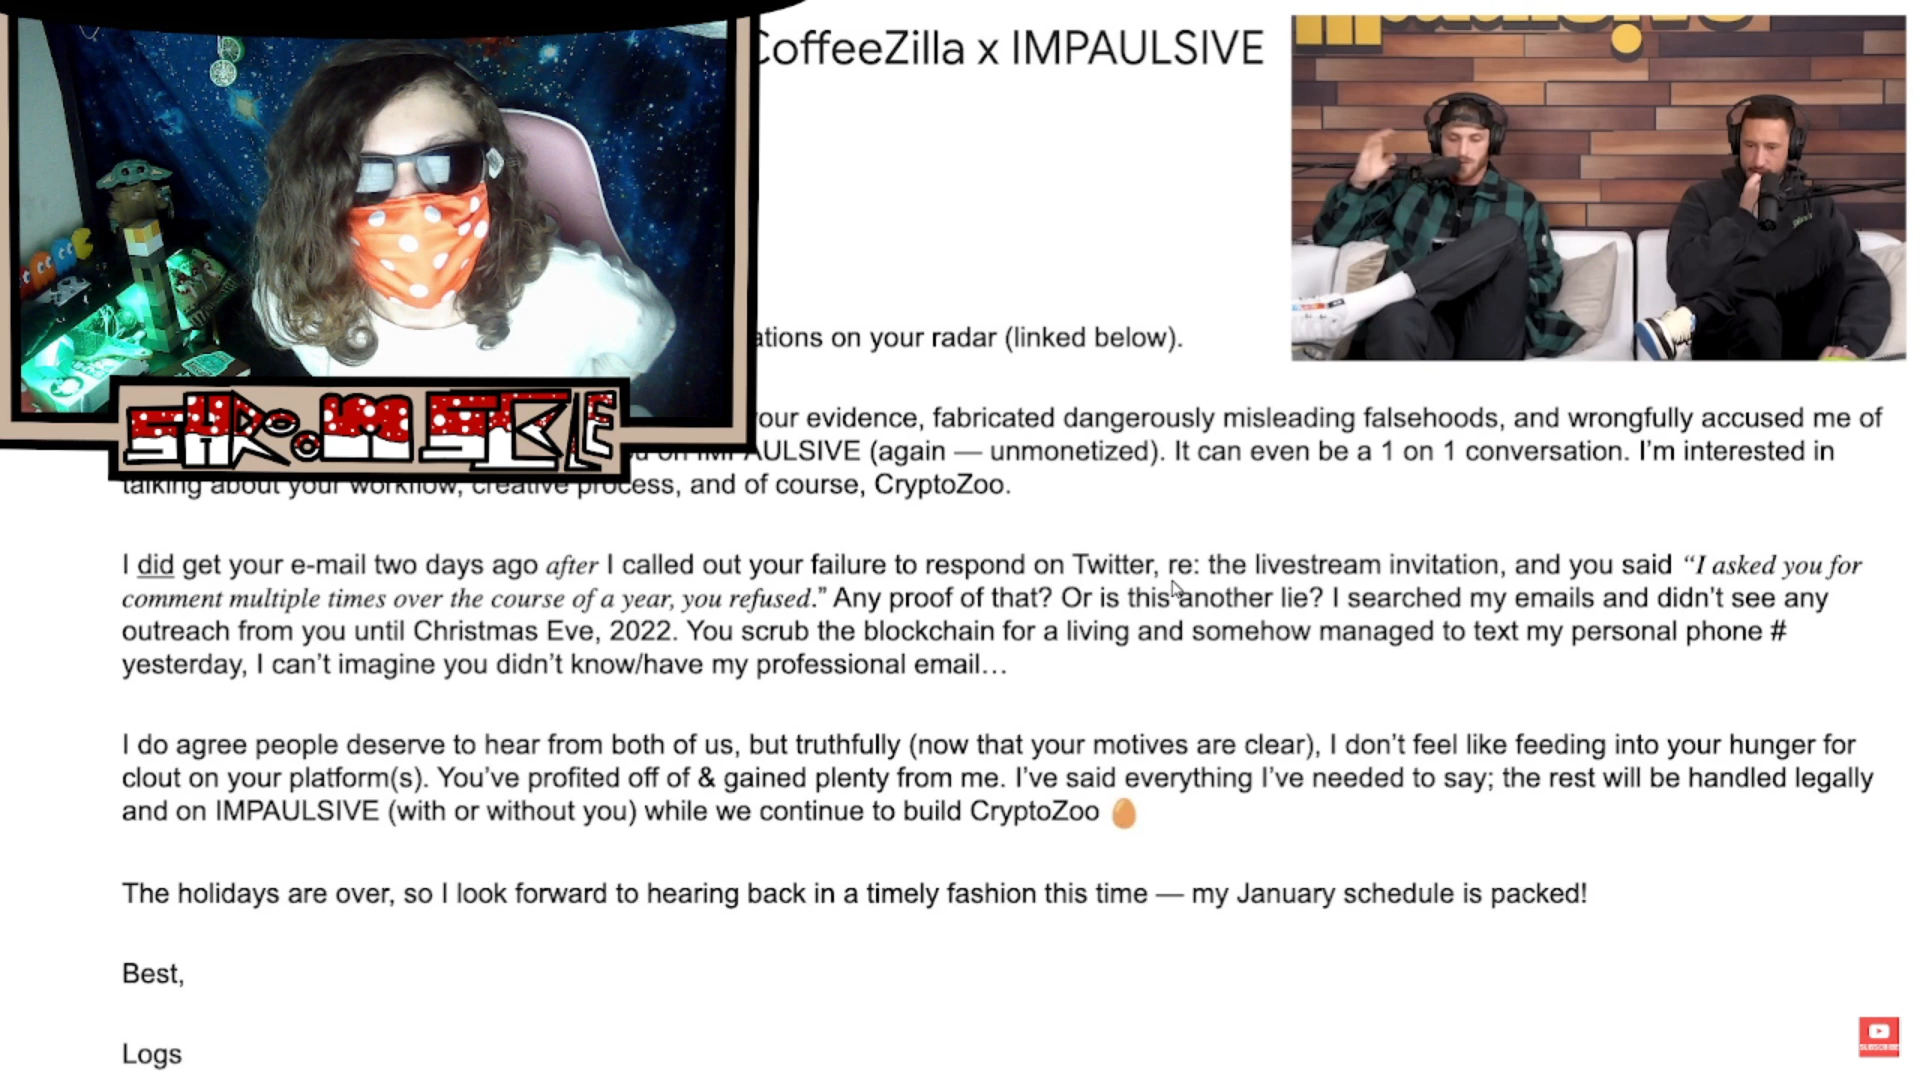 CoffeeZilla x IMPAULSIVE
ations on your radar (linked below).
SHROOMSKIE
your evidence, fabricated dangerously misleading falsehoods, and wrongfully accused me of
IMPAULSIVE (again — unmonetized). It can even be a 1 on 1 conversation. I'm interested in
talking about your workflow, creative process, and of course, CryptoZoo.
I did get your e-mail two days ago after I called out your failure to respond on Twitter, re: the livestream invitation, and you said “I asked you for
comment multiple times over the course of a year, you refused.” Any proof of that? Or is this another lie? I searched my emails and didn’t see any
outreach from you until Christmas Eve, 2022. You scrub the blockchain for a living and somehow managed to text my personal phone #
yesterday, I can’t imagine you didn’t know/have my professional email…
I do agree people deserve to hear from both of us, but truthfully (now that your motives are clear), I don’t feel like feeding into your hunger for
clout on your platform(s). You’ve profited off of & gained plenty from me. I’ve said everything I’ve needed to say; the rest will be handled legally
and on IMPAULSIVE (with or without you) while we continue to build CryptoZoo 🥚
The holidays are over, so I look forward to hearing back in a timely fashion this time — my January schedule is packed!
Best,
Logs
SUBSCRIBE